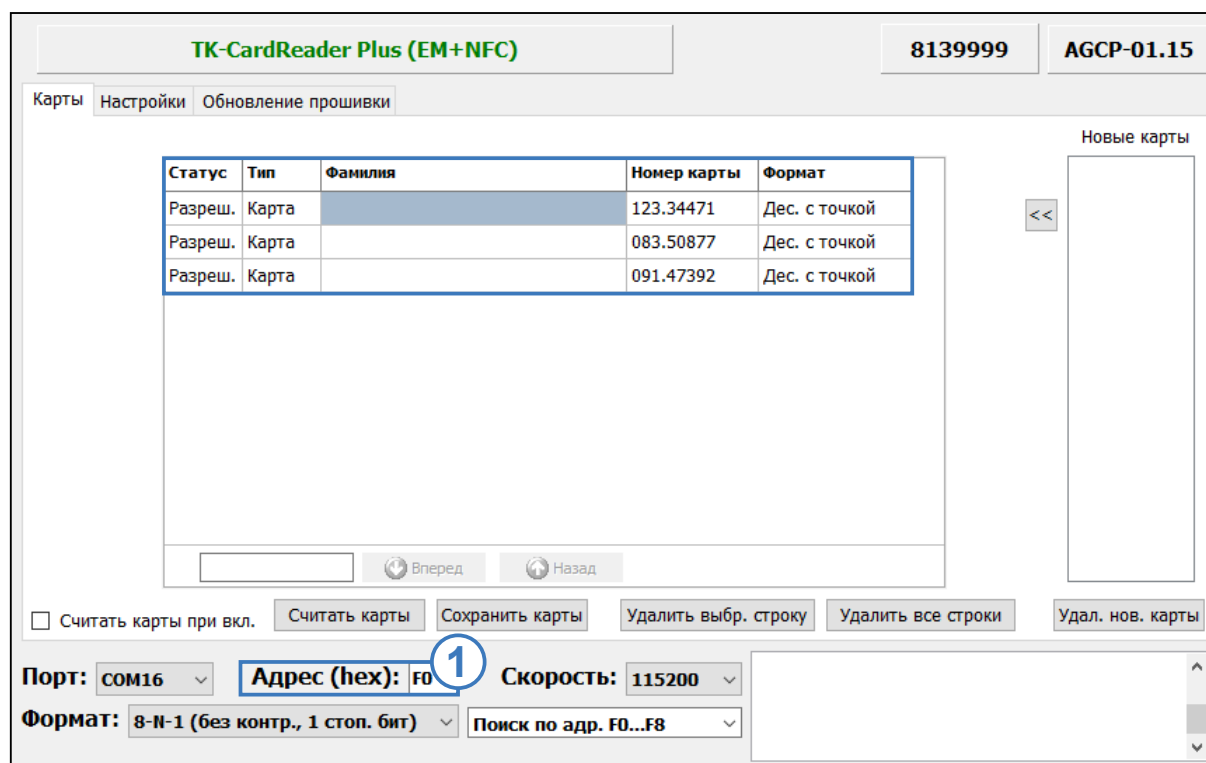 TK-CardReader Plus (EM+NFC) 8139999 AGCP-01.15
Карты Настройки Обновление прошивки
Новые карты
Статус Тип Фамилия Номер карты Формат
Разреш. Карта 123.34471 Дес. с точкой
<<
Разреш. Карта 083.50877 Дес. с точкой
Разреш. Карта 091.47392 Дес. с точкой
Вперед Назад
Считать карты при вкл. Считать карты Сохранить карты Удалить выбр. строку Удалить все строки Удал. нов. карты
Порт: COM16 Адрес (hex): F0 1 Скорость: 115200
Формат: 8-N-1 (без контр., 1 стоп. бит) Поиск по адр. F0...F8